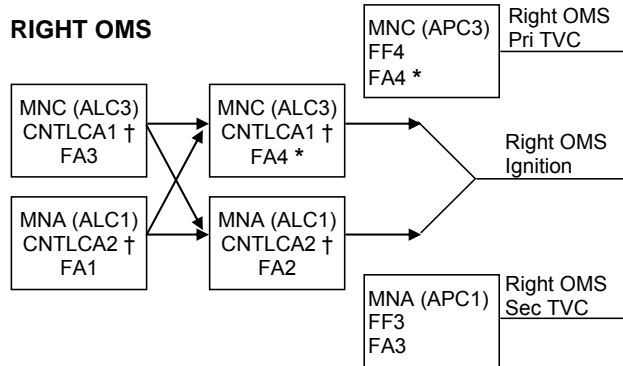 RIGHT OMS
MNC (APC3)
FF4
FA4 *
Right OMS
Pri TVC
MNC (ALC3)
CNTLCA1 †
FA3
MNC (ALC3)
CNTLCA1 †
FA4 *
Right OMS
Ignition
MNA (ALC1)
CNTLCA2 †
FA1
MNA (ALC1)
CNTLCA2 †
FA2
MNA (APC1)
FF3
FA3
Right OMS
Sec TVC